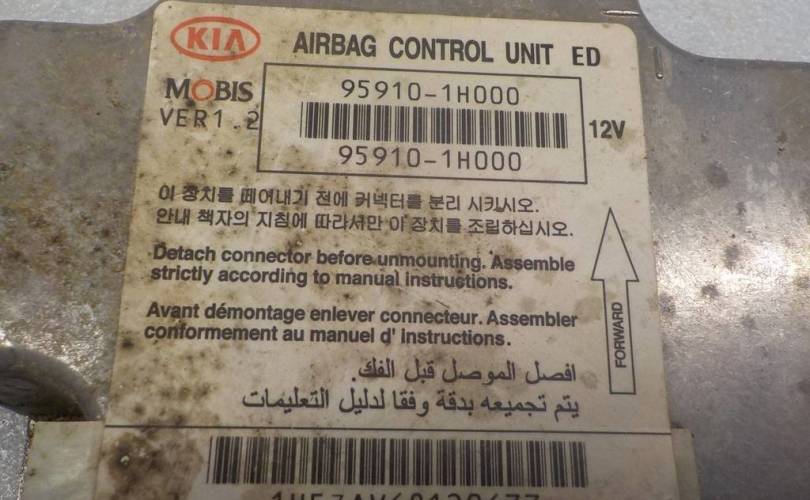 KIA
AIRBAG CONTROL UNIT ED
MOBIS
VER1.2
95910-1H000
95910-1H000
12V
이 장치를 떼어내기 전에 커넥터를 분리 시키시오.
안내 책자의 지침에 따라서만 이 장치를 조립하십시오.
Detach connector before unmounting. Assemble
strictly according to manual instructions.
Avant démontage enlever connecteur. Assembler
conformement au manuel d' instructions.
افصل الموصل قبل الفك.
يتم تجميعه بدقة وفقا لدليل التعليمات
FORWARD